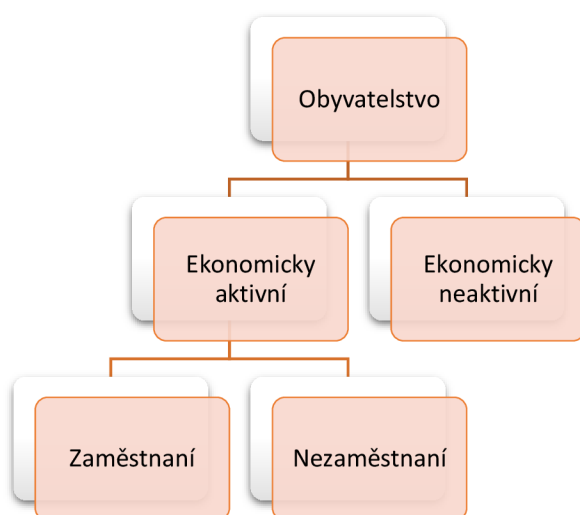 Obyvatelstvo
Ekonomicky
aktivní
Ekonomicky
neaktivní
Zaměstnaní
Nezaměstnaní